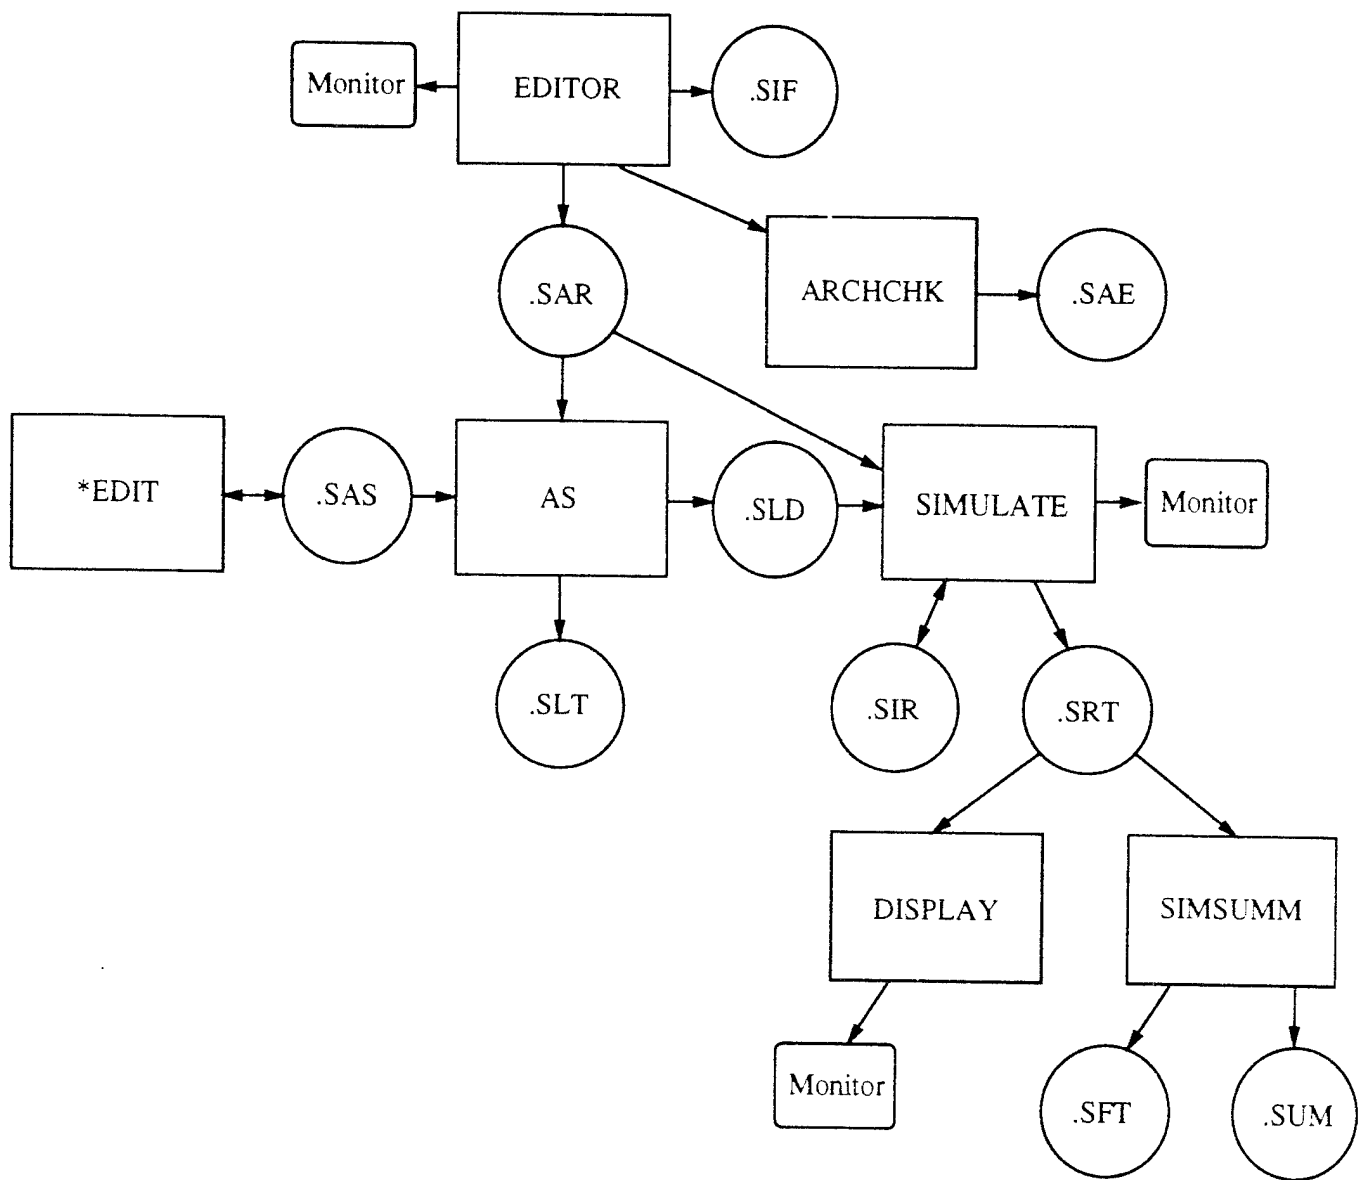 Monitor
EDITOR
.SIF
.SAR
ARCHCHK
.SAE
*EDIT
.SAS
AS
.SLD
SIMULATE
Monitor
.SLT
.SIR
.SRT
DISPLAY
SIMSUMM
Monitor
.SFT
.SUM